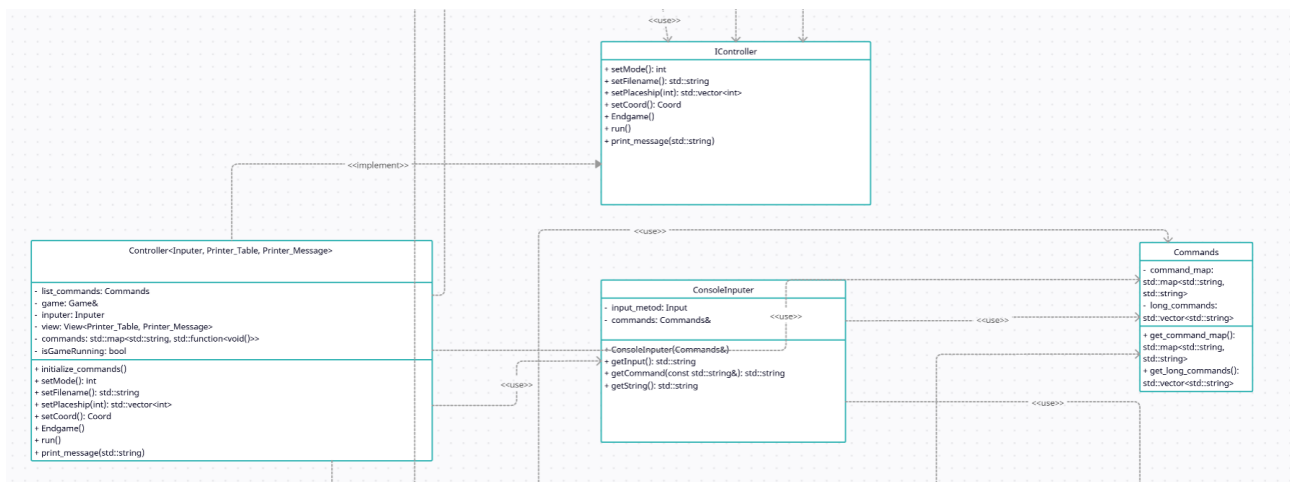 <<use>>
IController
+ setMode(): int
+ setFilename(): std::string
+ setPlaceship(int): std::vector<int>
+ setCoord(): Coord
+ Endgame()
+ run()
+ print_message(std::string)
<<implement>>
<<use>>
Controller<Inputer, Printer_Table, Printer_Message>
- list_commands: Commands
- game: Game&
- inputer: Inputer
- view: View<Printer_Table, Printer_Message>
- commands: std::map<std::string, std::function<void()>>
- isGameRunning: bool
+ initialize_commands()
+ setMode(): int
+ setFilename(): std::string
+ setPlaceship(int): std::vector<int>
+ setCoord(): Coord
+ Endgame()
+ run()
+ print_message(std::string)
<<use>>
ConsoleInputer
- input_metod: Input
- commands: Commands&
<<use>>
+ ConsoleInputer(Commands&)
+ getInput(): std::string
+ getCommand(const std::string&): std::string
+ getString(): std::string
<<use>>
<<use>>
Commands
- command_map:
std::map<std::string,
std::string>
- long_commands:
std::vector<std::string>
+ get_command_map():
std::map<std::string,
std::string>
+ get_long_commands():
std::vector<std::string>